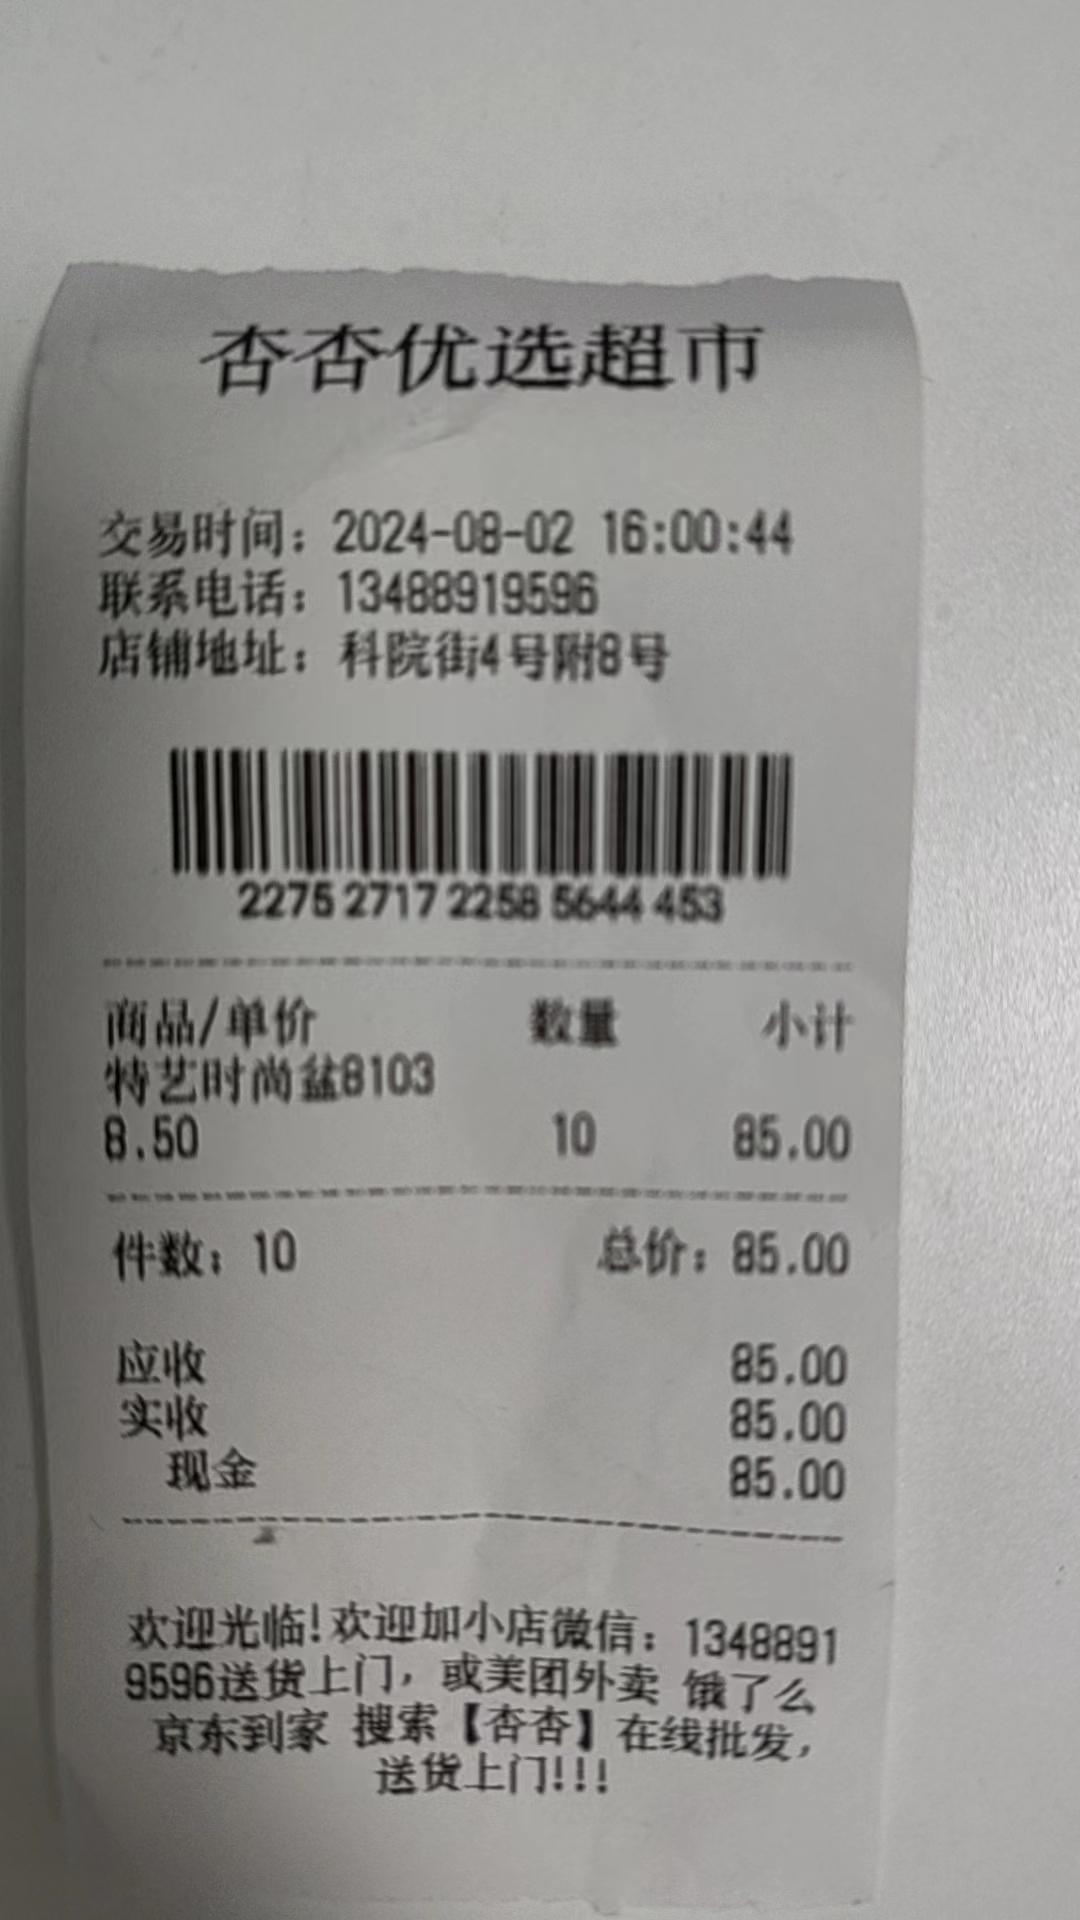 杏杏优选超市
交易时间：2024-08-02 16:00:44
联系电话：13488919596
店铺地址：科院街4号附8号
2275 2717 2258 5644 453
商品/单价 数量 小计
特艺时尚盆8103
8.50 10 85.00
件数：10 总价：85.00
应收 85.00
实收 85.00
现金 85.00
欢迎光临！欢迎加小店微信：1348891
9596送货上门，或美团外卖 饿了么
京东到家 搜索【杏杏】在线批发，
送货上门!!!